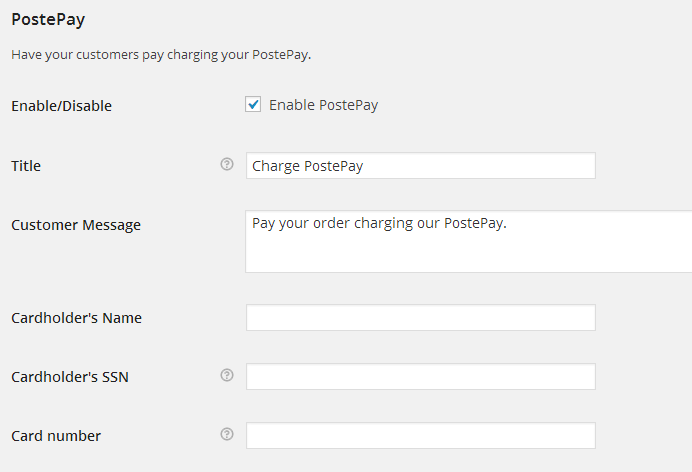 PostePay
Have your customers pay charging your PostePay.
Enable/Disable Enable PostePay
Title ? Charge PostePay
Customer Message Pay your order charging our PostePay.
Cardholder's Name
Cardholder's SSN ?
Card number ?